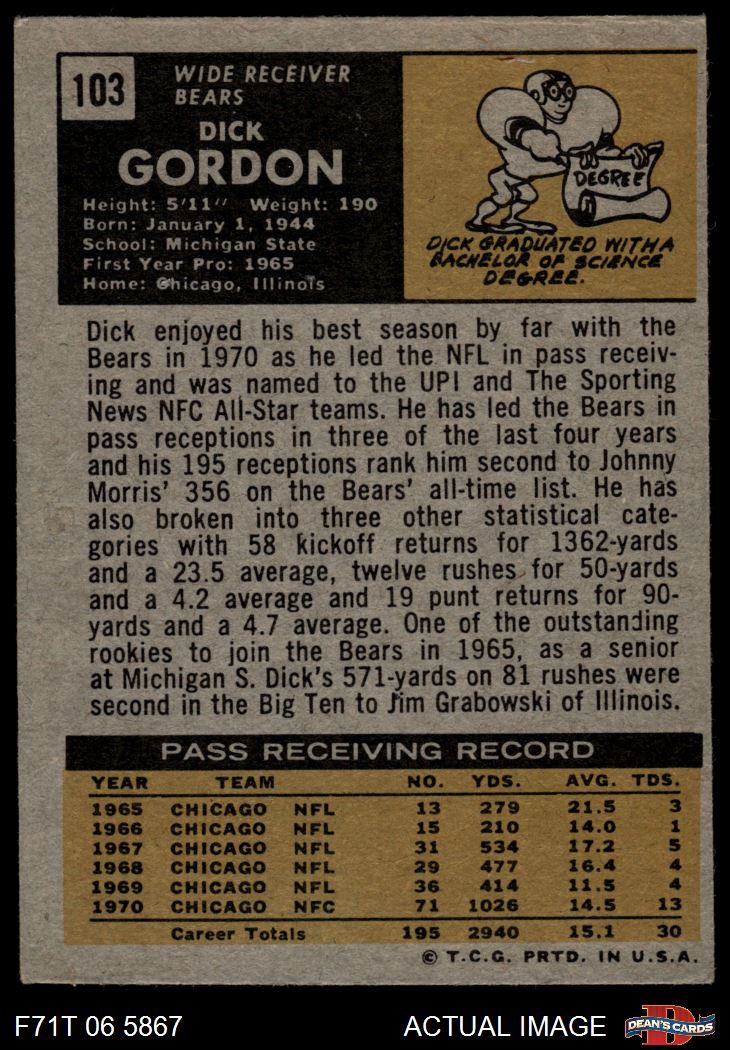 103
WIDE RECEIVER
BEARS
DICK
GORDON
Height: 5'11" Weight: 190
Born: January 1, 1944
School: Michigan State
First Year Pro: 1965
Home: Chicago, Illinois
DEGREE
DICK GRADUATED WITH A
BACHELOR OF SCIENCE
DEGREE.
Dick enjoyed his best season by far with the
Bears in 1970 as he led the NFL in pass receiv-
ing and was named to the UPI and The Sporting
News NFC All-Star teams. He has led the Bears in
pass receptions in three of the last four years
and his 195 receptions rank him second to Johnny
Morris' 356 on the Bears' all-time list. He has
also broken into three other statistical cate-
gories with 58 kickoff returns for 1362-yards
and a 23.5 average, twelve rushes for 50-yards
and a 4.2 average and 19 punt returns for 90-
yards and a 4.7 average. One of the outstanding
rookies to join the Bears in 1965, as a senior
at Michigan S. Dick's 571-yards on 81 rushes were
second in the Big Ten to Jim Grabowski of Illinois.
PASS RECEIVING RECORD
YEAR TEAM NO. YDS. AVG. TDS.
1965 CHICAGO NFL 13 279 21.5 3
1966 CHICAGO NFL 15 210 14.0 1
1967 CHICAGO NFL 31 534 17.2 5
1968 CHICAGO NFL 29 477 16.4 4
1969 CHICAGO NFL 36 414 11.5 4
1970 CHICAGO NFC 71 1026 14.5 13
Career Totals 195 2940 15.1 30
© T.C.G. PRTD. IN U.S.A.
F71T 06 5867 ACTUAL IMAGE
D
DEAN'S CARDS